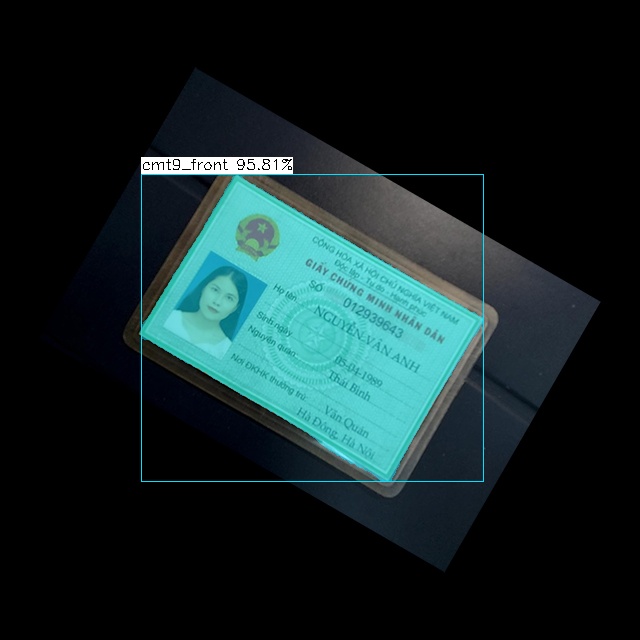 cmt9_front 95.81%
CỘNG HÒA XÃ HỘI CHỦ NGHĨA VIỆT NAM
Độc lập - Tự do - Hạnh phúc
GIẤY CHỨNG MINH NHÂN DÂN
SỐ 012938643
Họ tên: NGUYỄN VÂN ANH
Sinh ngày: 05-04-1989
Nguyên quán: Thái Bình
Nơi ĐKHK thường trú: Văn Quán
Hà Đông, Hà Nội